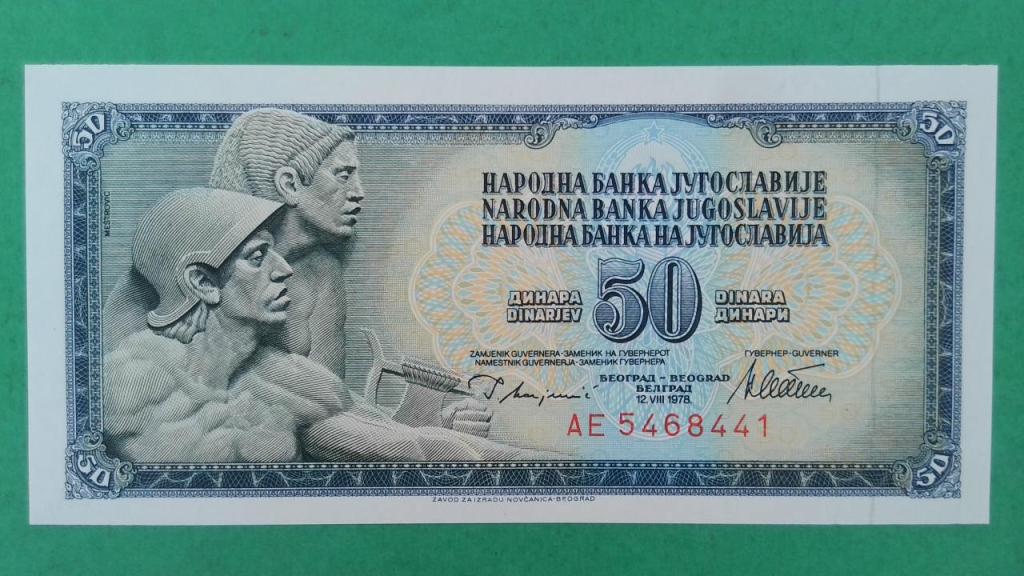 50 50
MEŠTROVIĆ
НАРОДНА БАНКА ЈУГОСЛАВИЈЕ
NARODNA BANKA JUGOSLAVIJE
НАРОДНА БАНКА НА ЈУГОСЛАВИЈА
ДИНАРА 50 DINARA
DINARJEV ДИНАРИ
ZAMJENIK GUVERNERA-ЗАМЕНИК НА ГУВЕРНЕРОТ ГУВЕРНЕР-GUVERNER
NAMESTNIK GUVERNERJA-ЗАМЕНИК ГУВЕРНЕРА
БЕОГРАД-BEOGRAD
БЕЛГРАД
12.VIII 1978.
AE 5468441
50 50
ZAVOD ZA IZRADU NOVČANICA-BEOGRAD